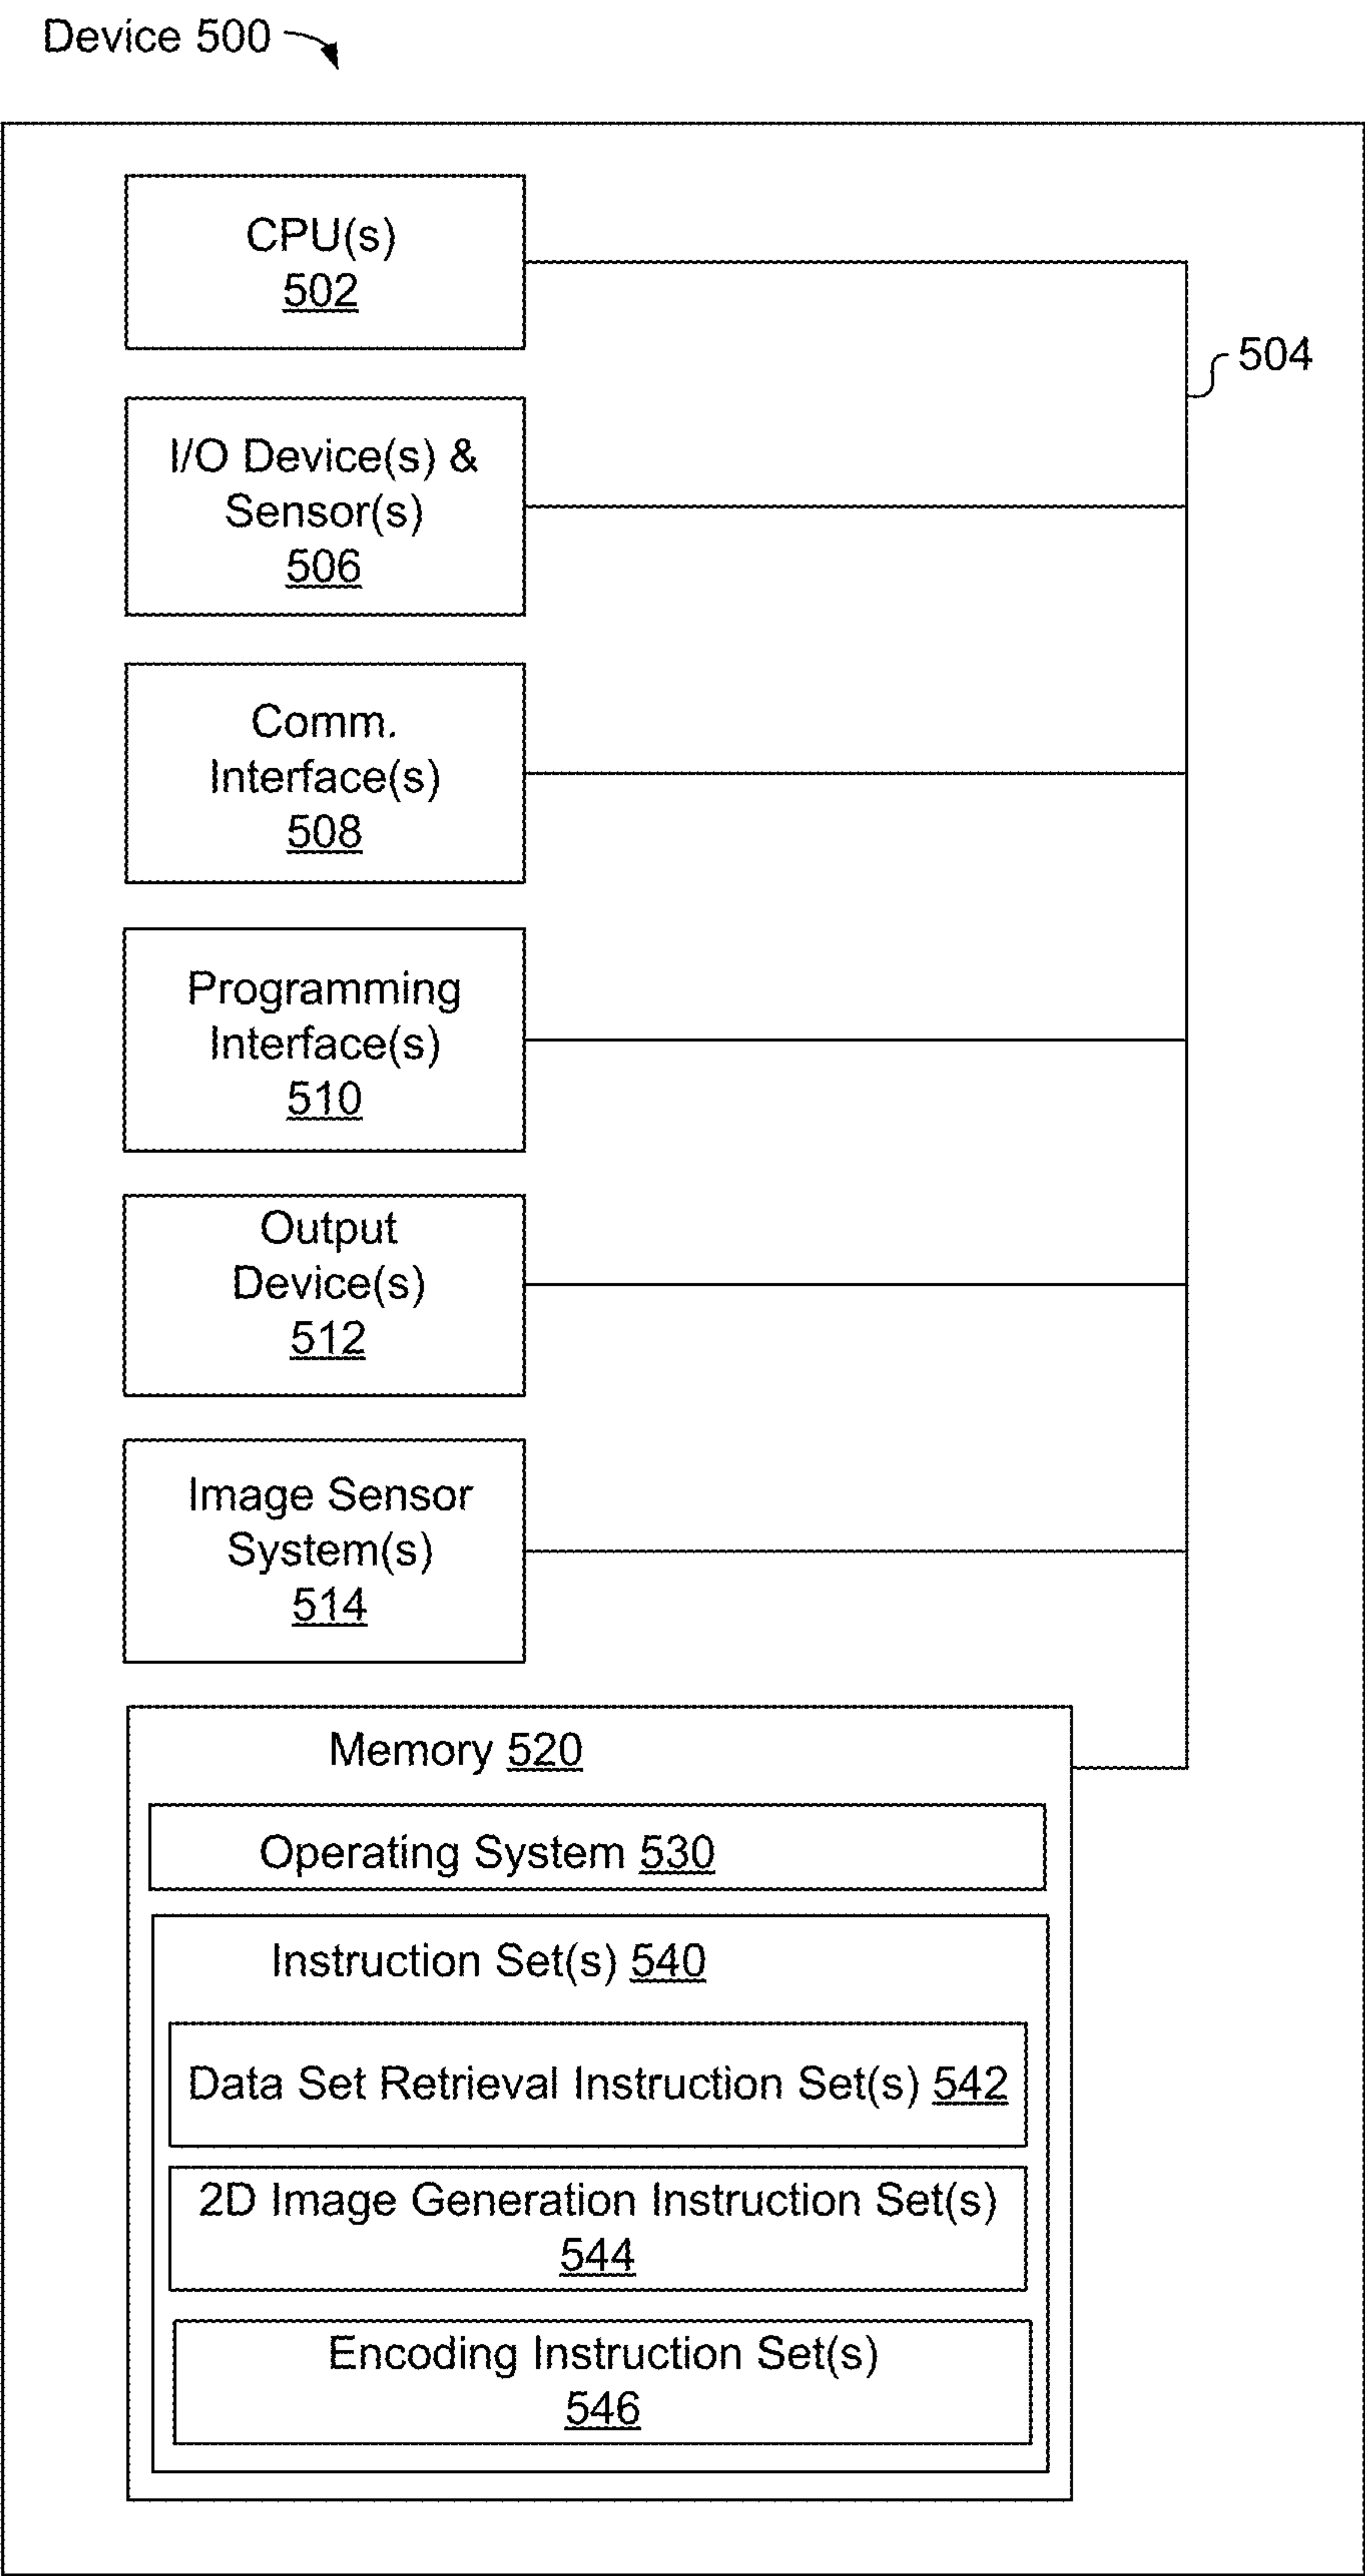 Device 500
CPU(s)
502
504
I/O Device(s) &
Sensor(s)
506
Comm.
Interface(s)
508
Programming
Interface(s)
510
Output
Device(s)
512
Image Sensor
System(s)
514
Memory 520
Operating System 530
Instruction Set(s) 540
Data Set Retrieval Instruction Set(s) 542
2D Image Generation Instruction Set(s)
544
Encoding Instruction Set(s)
546